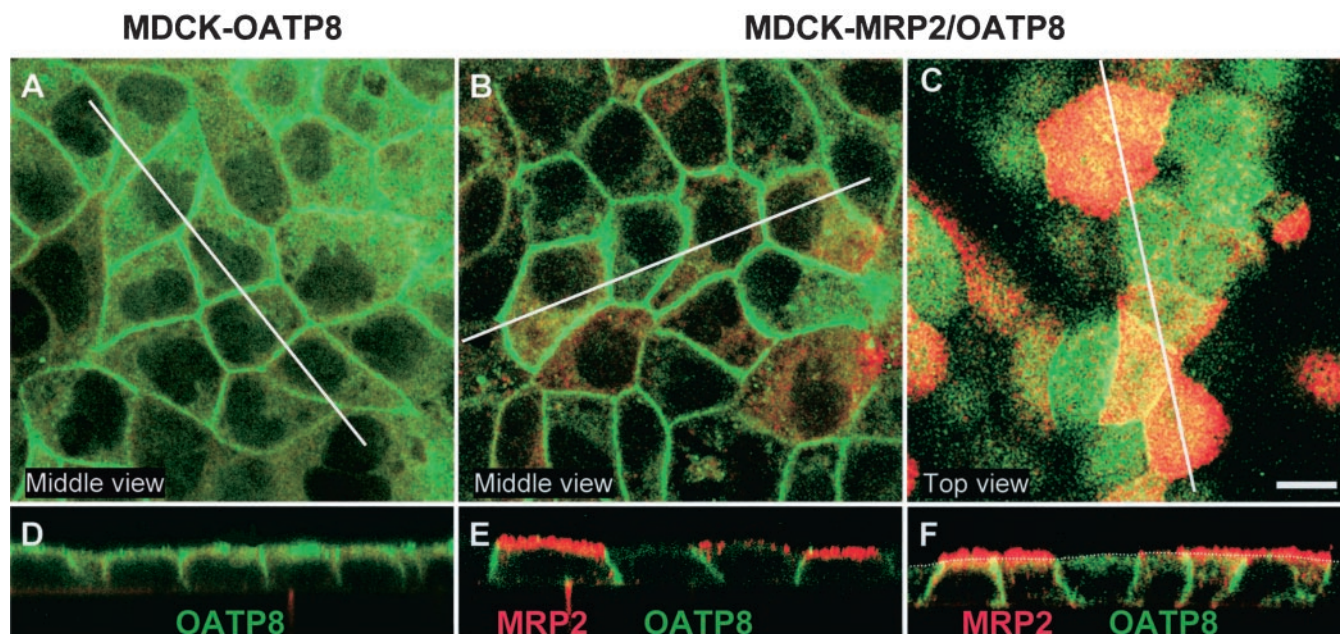 MDCK-OATP8 MDCK-MRP2/OATP8
A B C
Middle view Middle view Top view
D E F
OATP8 MRP2 OATP8 MRP2 OATP8